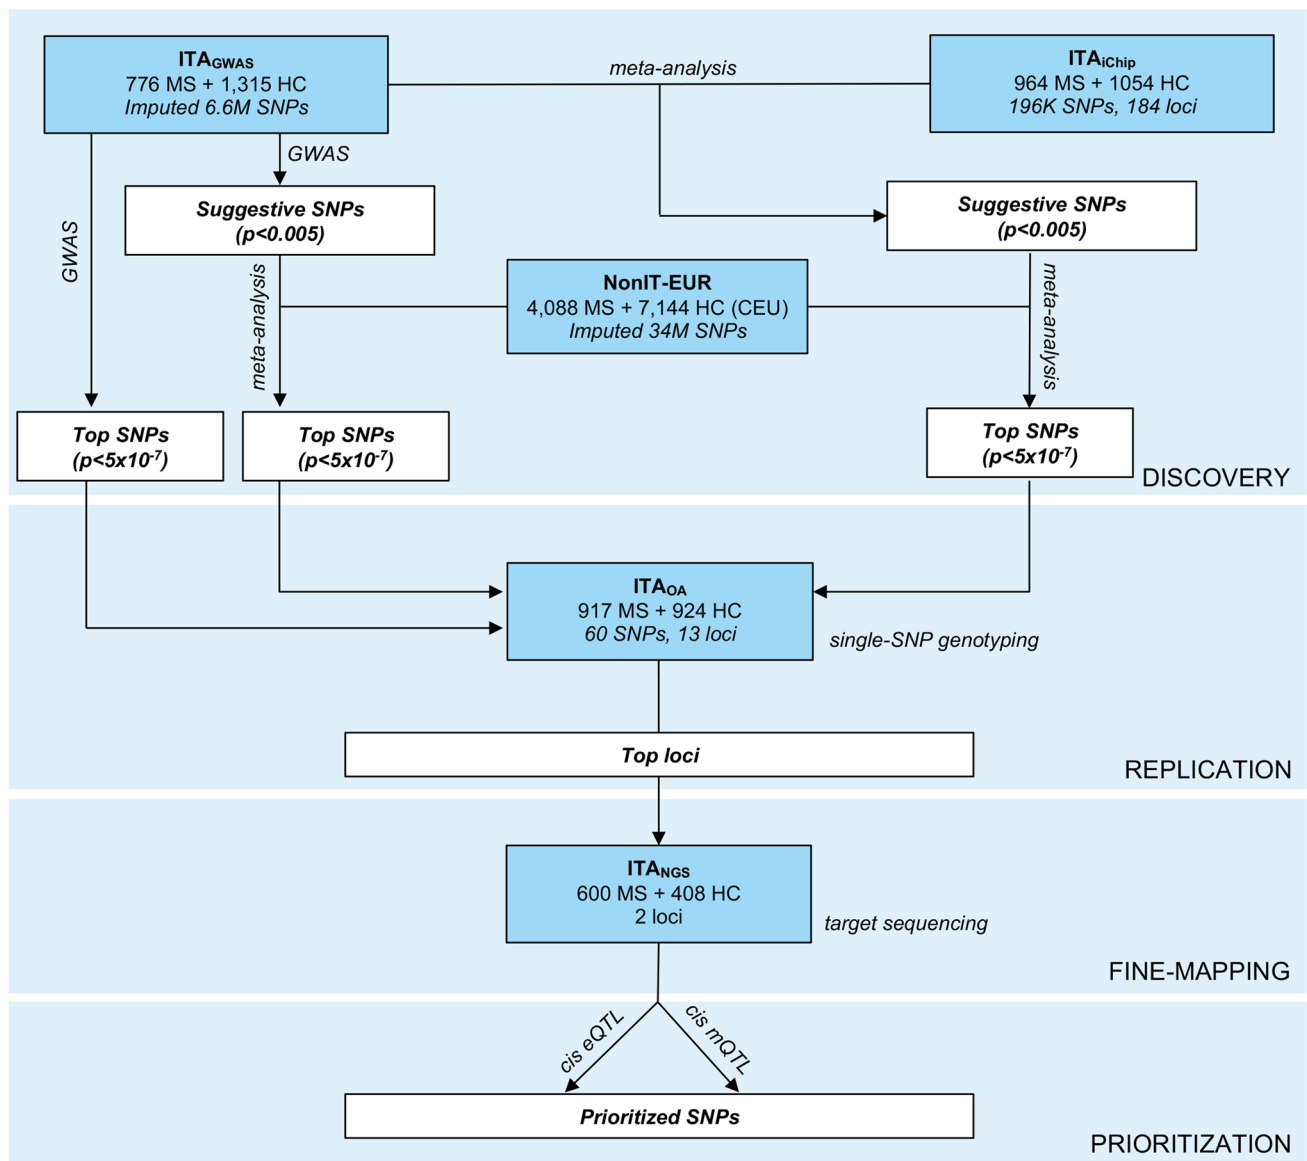 ITAGWAS
776 MS + 1,315 HC
Imputed 6.6M SNPs
meta-analysis
ITAiChip
964 MS + 1054 HC
196K SNPs, 184 loci
GWAS
GWAS
Suggestive SNPs
(p<0.005)
Suggestive SNPs
(p<0.005)
meta-analysis
NonIT-EUR
4,088 MS + 7,144 HC (CEU)
Imputed 34M SNPs
meta-analysis
Top SNPs
(p<5x10-7)
Top SNPs
(p<5x10-7)
Top SNPs
(p<5x10-7)
DISCOVERY
ITAOA
917 MS + 924 HC
60 SNPs, 13 loci
single-SNP genotyping
Top loci
REPLICATION
ITANGS
600 MS + 408 HC
2 loci
target sequencing
FINE-MAPPING
cis eQTL
cis mQTL
Prioritized SNPs
PRIORITIZATION